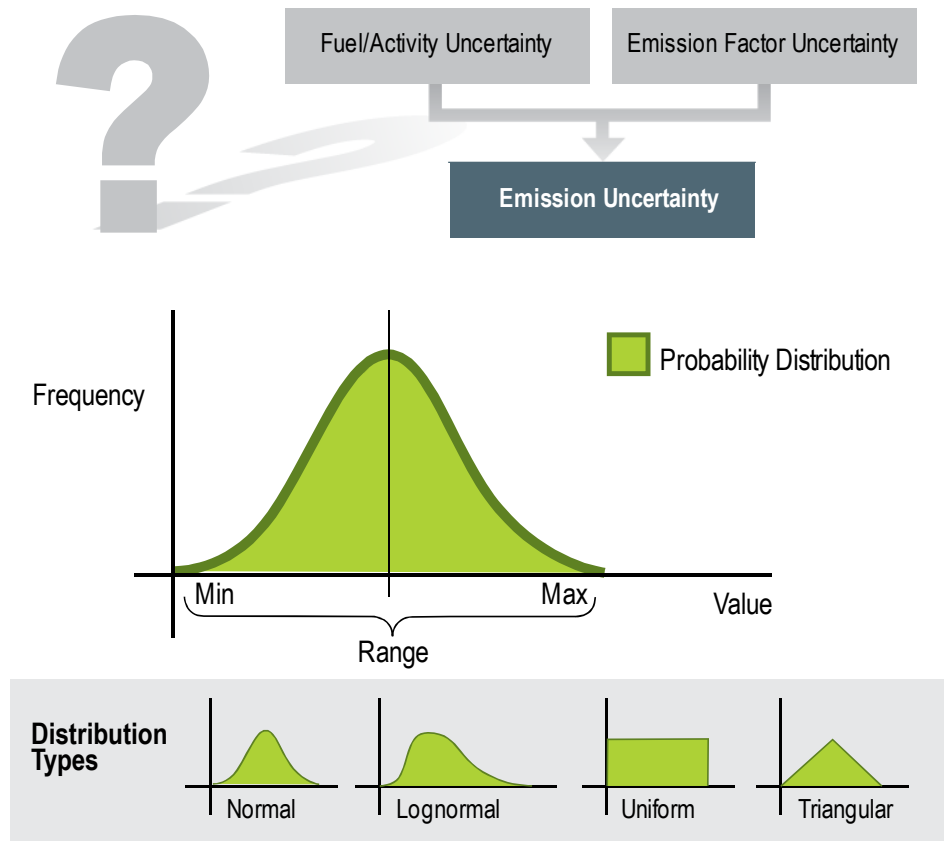 ?
Fuel/Activity Uncertainty
Emission Factor Uncertainty
Emission Uncertainty
Probability Distribution
Frequency
Min
Max
Value
Range
Distribution
Types
Normal
Lognormal
Uniform
Triangular